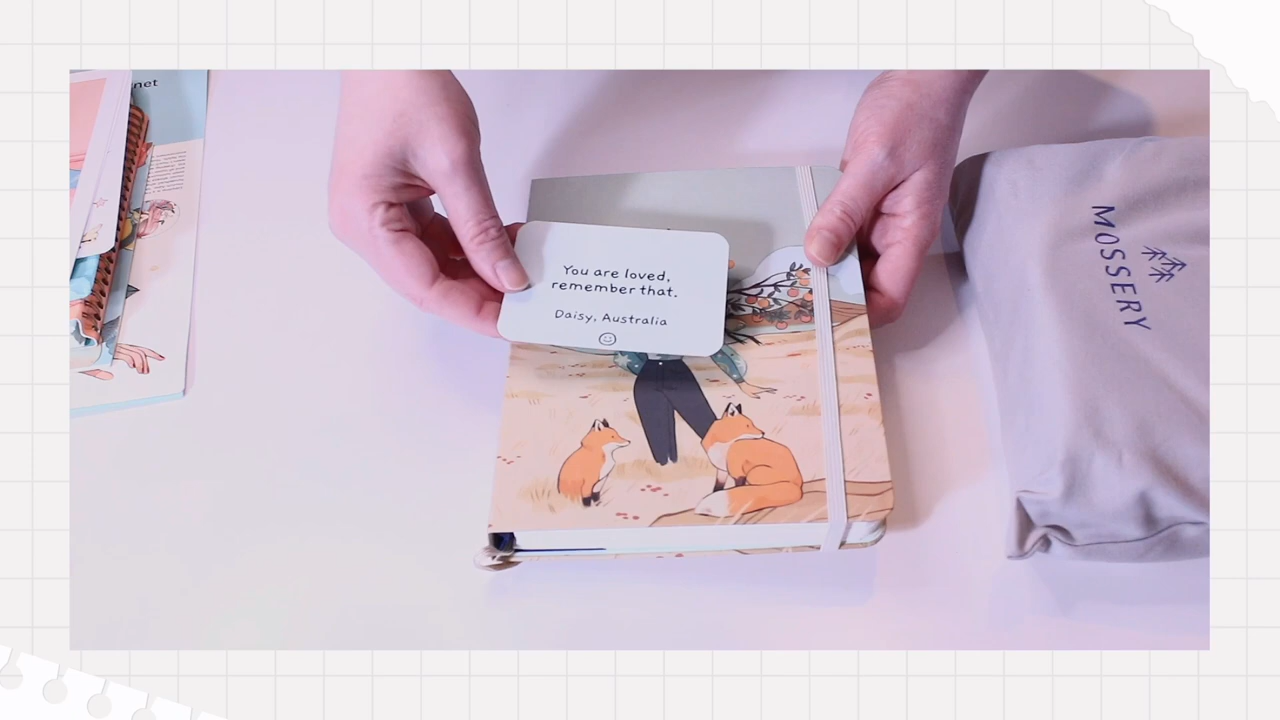 net
You are loved,
remember that.
Daisy, Australia
MOSSERY